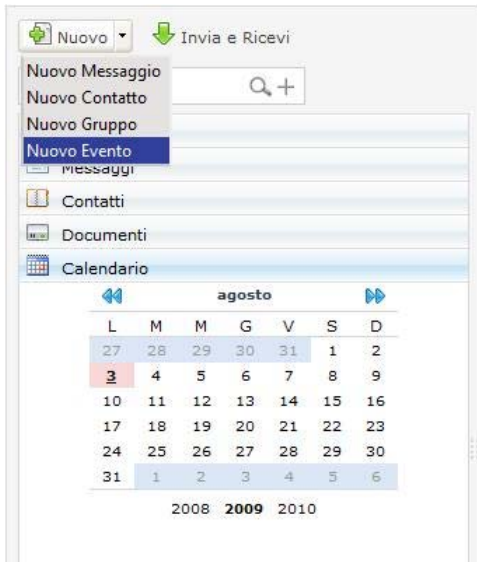 Nuovo Invia e Ricevi
Nuovo Messaggio
Nuovo Contatto
Nuovo Gruppo
Nuovo Evento
Messaggi
Contatti
Documenti
Calendario
agosto
L M M G V S D
27 28 29 30 31 1 2
3 4 5 6 7 8 9
10 11 12 13 14 15 16
17 18 19 20 21 22 23
24 25 26 27 28 29 30
31 1 2 3 4 5 6
2008 2009 2010